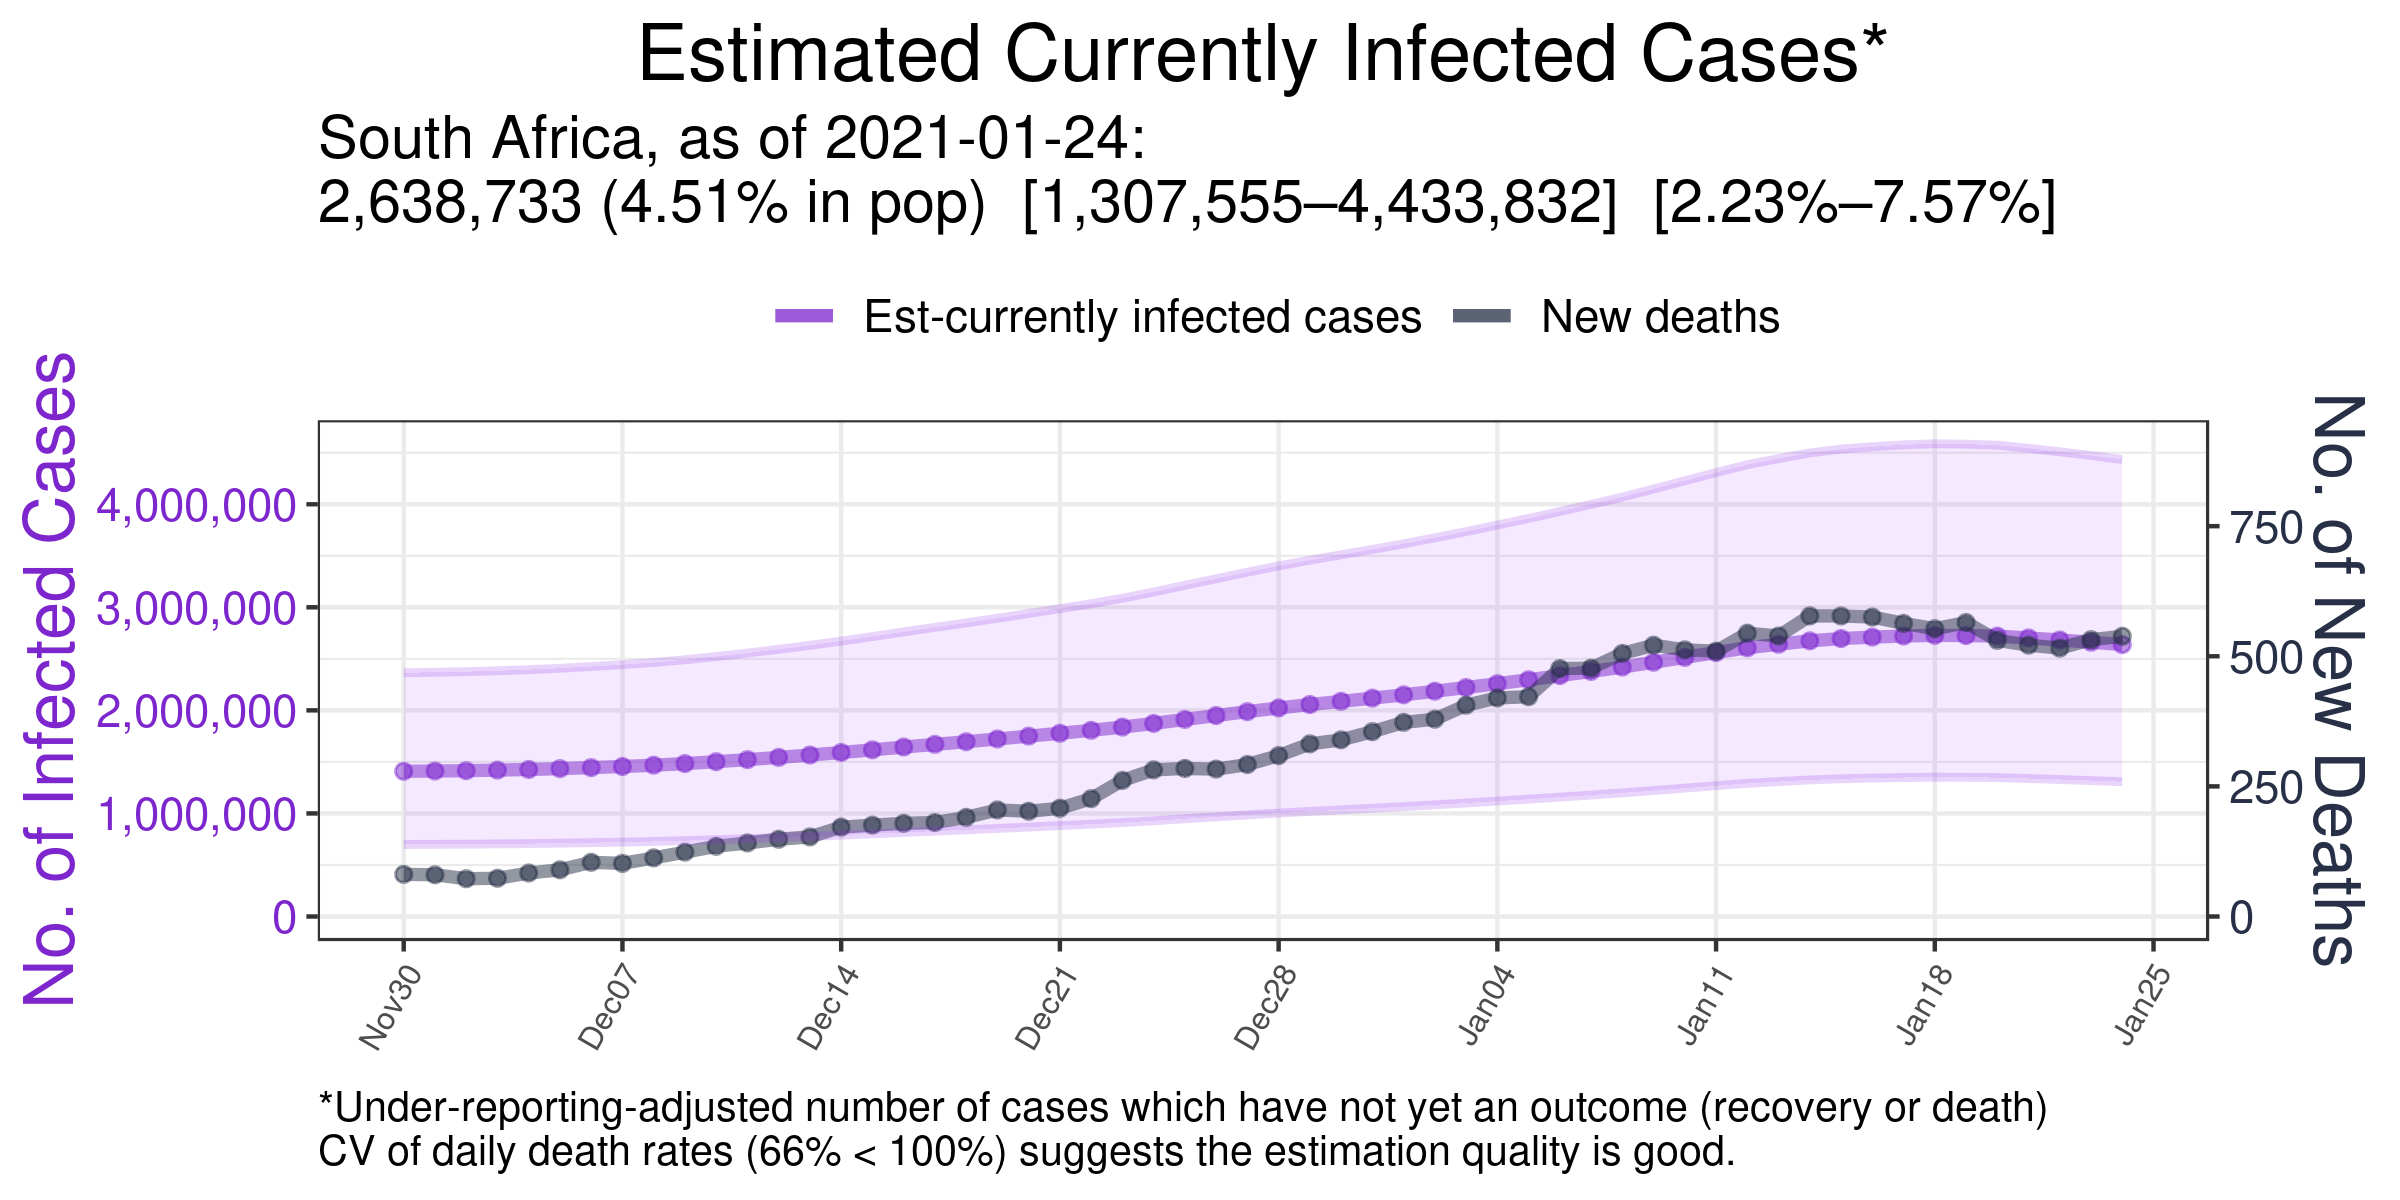 Estimated Currently Infected Cases*
South Africa, as of 2021-01-24:
2,638,733 (4.51% in pop)  [1,307,555–4,433,832]  [2.23%–7.57%]
Est-currently infected cases
New deaths
No. of Infected Cases
4,000,000
3,000,000
2,000,000
1,000,000
0
No. of New Deaths
750
500
250
0
Nov30
Dec07
Dec14
Dec21
Dec28
Jan04
Jan11
Jan18
Jan25
*Under-reporting-adjusted number of cases which have not yet an outcome (recovery or death)
CV of daily death rates (66% < 100%) suggests the estimation quality is good.